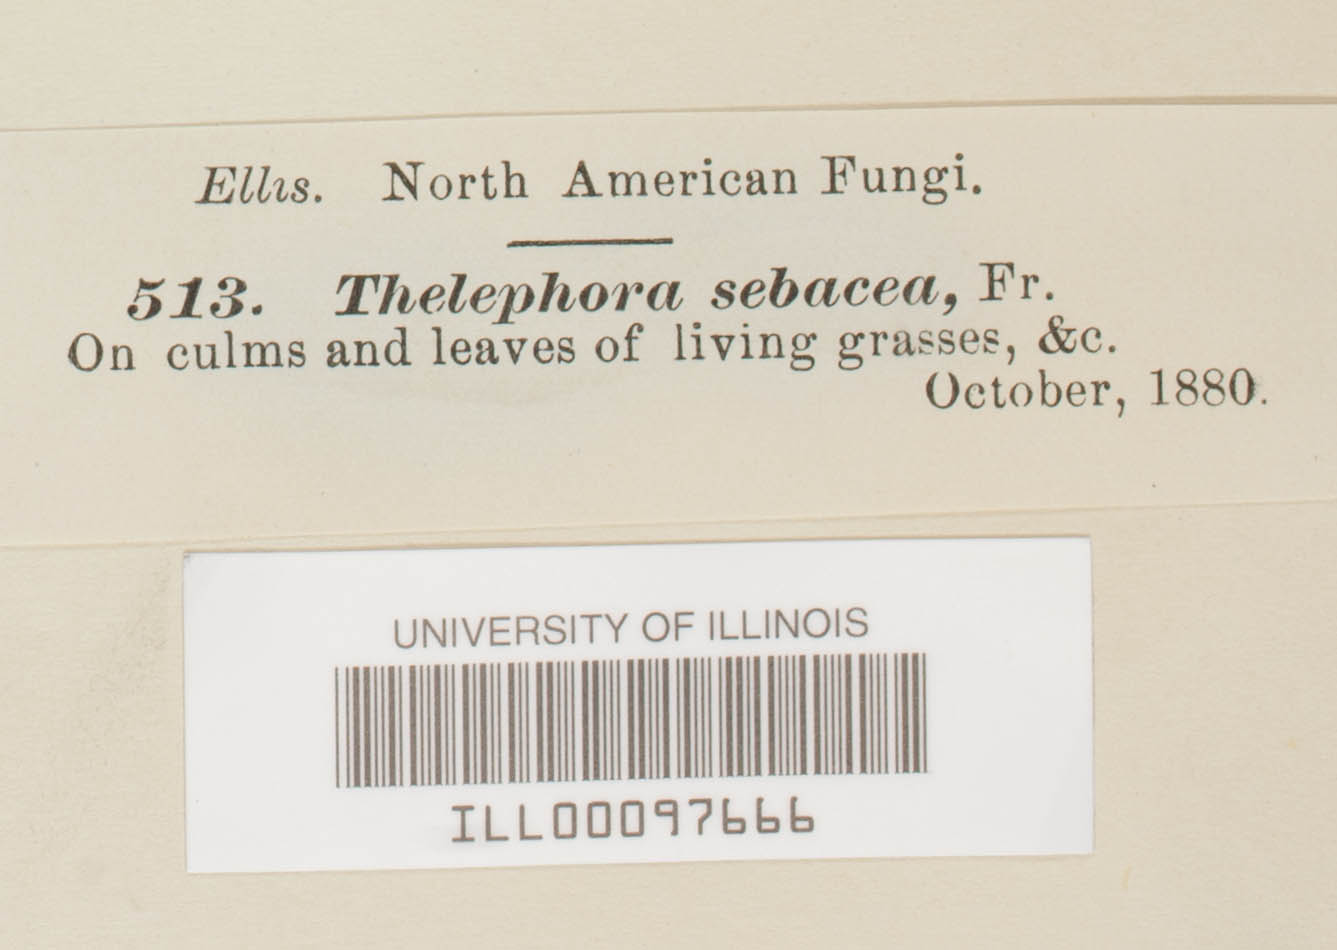 Ellis. North American Fungi.
513. Thelephora sebacea, Fr.
On culms and leaves of living grasses, &c.
October, 1880.
UNIVERSITY OF ILLINOIS
ILL00097666